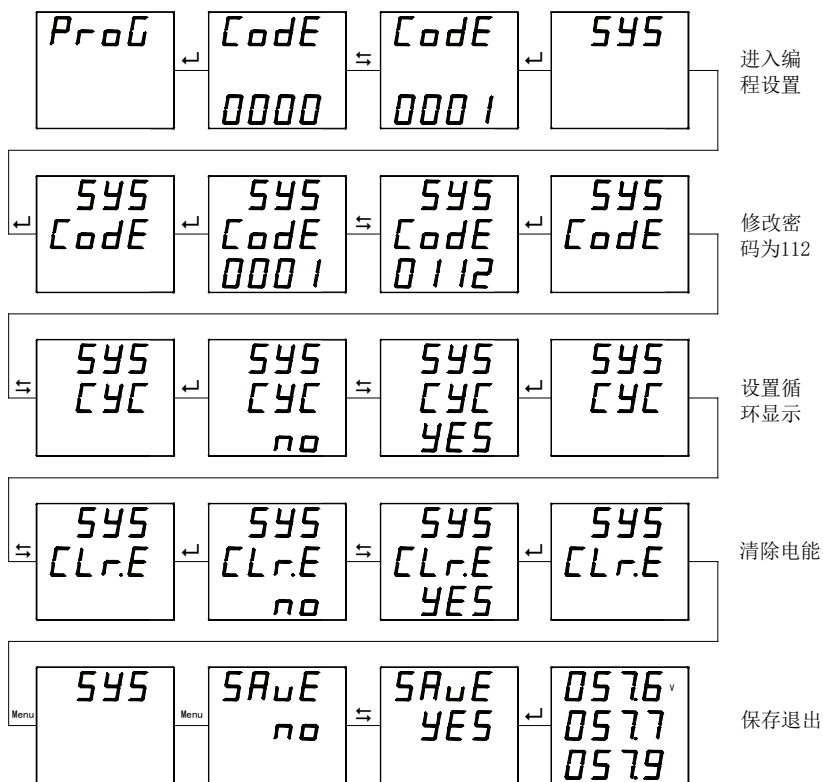 ProG
CodE
0000
CodE
0001
SYS
进入编
程设置
SYS
CodE
SYS
CodE
0001
SYS
CodE
0112
SYS
CodE
修改密
码为112
SYS
CYC
SYS
CYC
no
SYS
CYC
YES
SYS
CYC
设置循
环显示
SYS
CLr.E
SYS
CLr.E
no
SYS
CLr.E
YES
SYS
CLr.E
清除电能
Menu
SYS
Menu
SAvE
no
SAvE
YES
057.6 V
057.7
057.9
保存退出